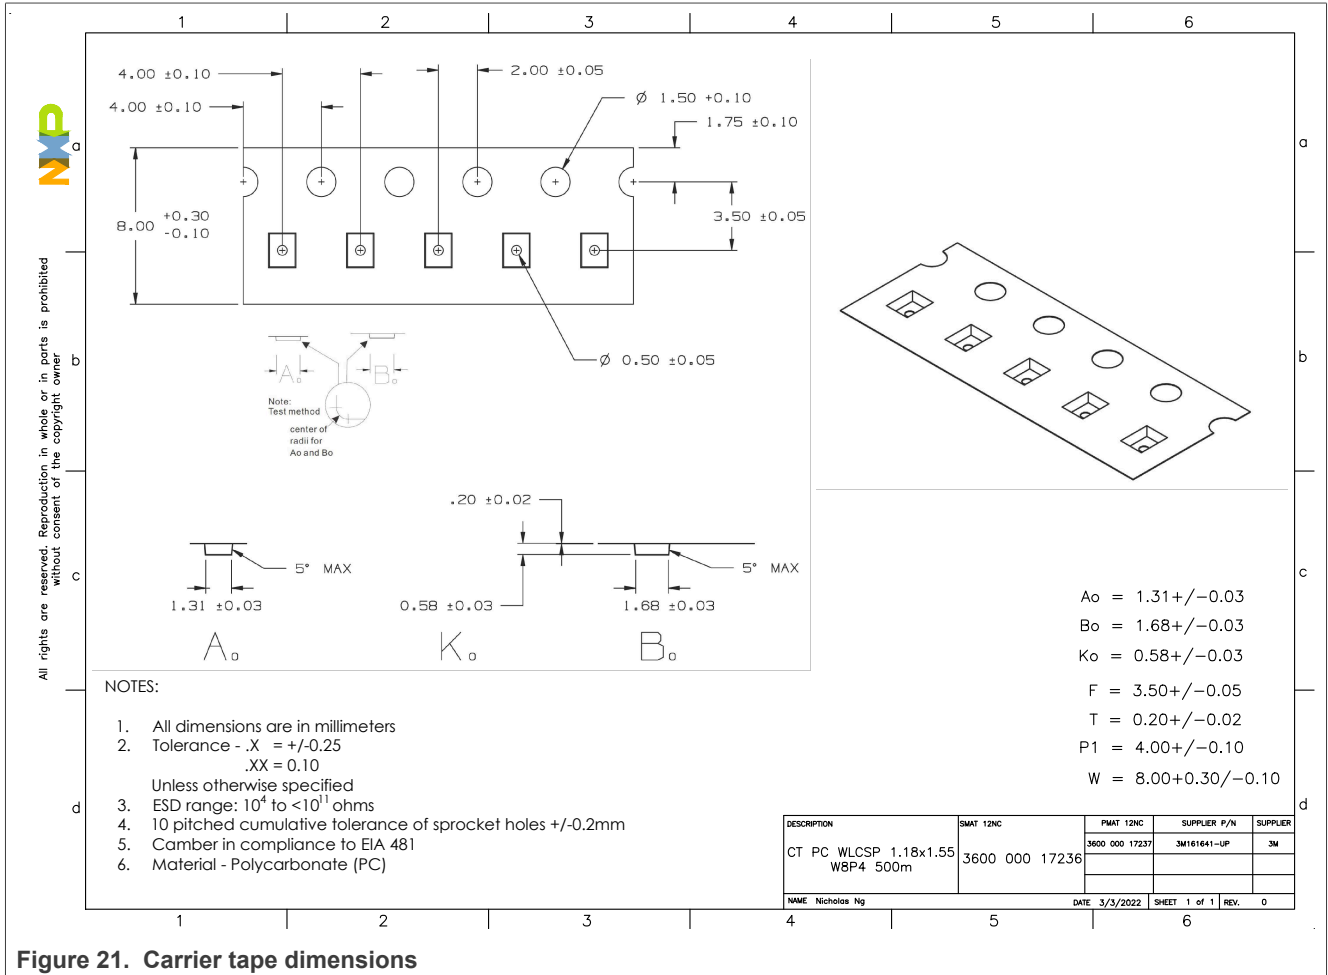 1 2 3 4 5 6
NXP
a
a
4.00 ±0.10
2.00 ±0.05
4.00 ±0.10
Ø 1.50 +0.10
1.75 ±0.10
8.00 +0.30
-0.10
3.50 ±0.05
All rights are reserved. Reproduction in whole or in parts is prohibited
without consent of the copyright owner
b
b
Ø 0.50 ±0.05
A₀
B₀
Note:
Test method
center of
radii for
Ao and Bo
.20 ±0.02
c
c
5° MAX
5° MAX
1.31 ±0.03
0.58 ±0.03
1.68 ±0.03
A₀
K₀
B₀
Ao = 1.31+/-0.03
Bo = 1.68+/-0.03
Ko = 0.58+/-0.03
F = 3.50+/-0.05
T = 0.20+/-0.02
P1 = 4.00+/-0.10
W = 8.00+0.30/-0.10
NOTES:
1. All dimensions are in millimeters
2. Tolerance - .X = +/-0.25
.XX = 0.10
Unless otherwise specified
3. ESD range: 10⁴ to <10¹¹ ohms
4. 10 pitched cumulative tolerance of sprocket holes +/-0.2mm
5. Camber in compliance to EIA 481
6. Material - Polycarbonate (PC)
d
d
DESCRIPTION
SMAT 12NC
PMAT 12NC
SUPPLIER P/N
SUPPLIER
CT PC WLCSP 1.18x1.55
W8P4 500m
3600 000 17236
3600 000 17237
3M161641-UP
3M
NAME Nicholas Ng
DATE 3/3/2022
SHEET 1 of 1
REV. 0
1 2 3 4 5 6
Figure 21. Carrier tape dimensions